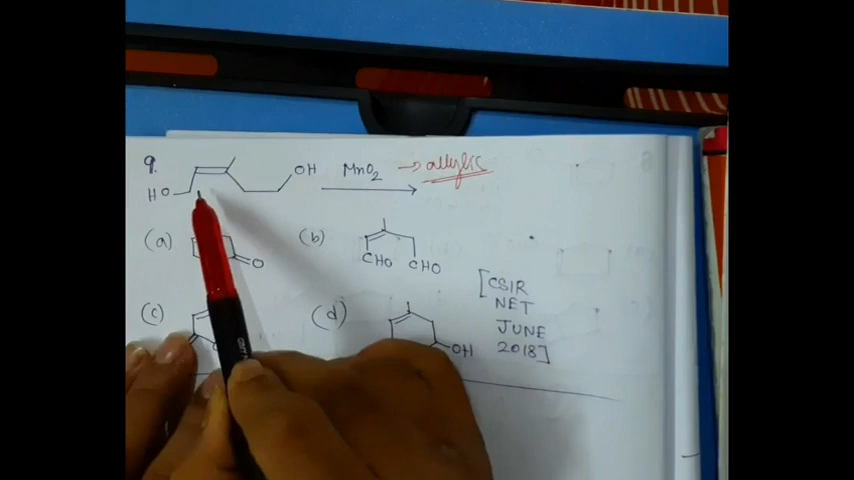 9.
HO OH MnO2 → allylic
(a) O
(b) CHO CHO
(c)
(d) OH
[CSIR
NET
JUNE
2018]